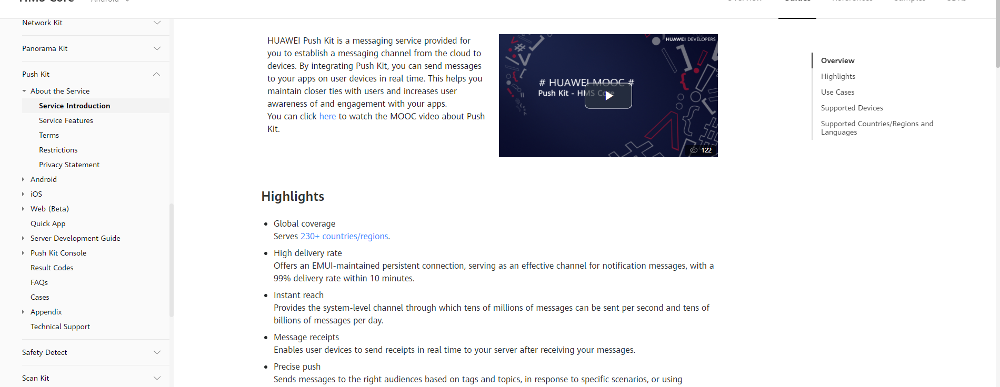 HMS Core Android
Overview Guides References Samples
Network Kit
Panorama Kit
Push Kit
About the Service
Service Introduction
Service Features
Terms
Restrictions
Privacy Statement
Android
iOS
Web (Beta)
Quick App
Server Development Guide
Push Kit Console
Result Codes
FAQs
Cases
Appendix
Technical Support
Safety Detect
Scan Kit
HUAWEI Push Kit is a messaging service provided for
you to establish a messaging channel from the cloud to
devices. By integrating Push Kit, you can send messages
to your apps on user devices in real time. This helps you
maintain closer ties with users and increases user
awareness of and engagement with your apps.
You can click here to watch the MOOC video about Push
Kit.
HUAWEI DEVELOPERS
# HUAWEI MOOC #
Push Kit - HMS Core
122
Highlights
• Global coverage
Serves 230+ countries/regions.
• High delivery rate
Offers an EMUI-maintained persistent connection, serving as an effective channel for notification messages, with a
99% delivery rate within 10 minutes.
• Instant reach
Provides the system-level channel through which tens of millions of messages can be sent per second and tens of
billions of messages per day.
• Message receipts
Enables user devices to send receipts in real time to your server after receiving your messages.
• Precise push
Sends messages to the right audiences based on tags and topics, in response to specific scenarios, or using
Overview
Highlights
Use Cases
Supported Devices
Supported Countries/Regions and
Languages